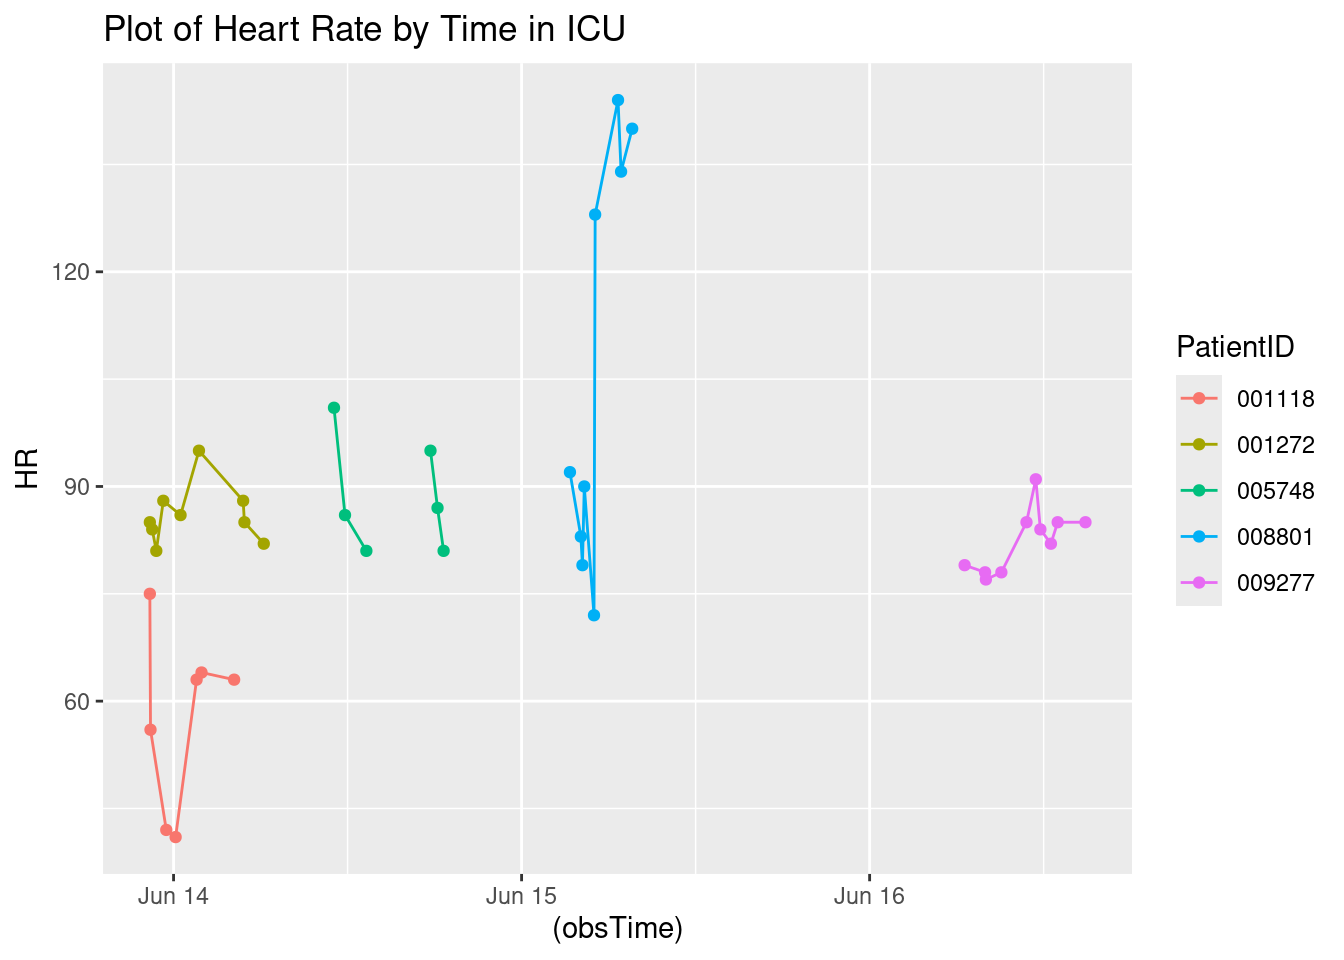 Plot of Heart Rate by Time in ICU
HR
120
90
60
Jun 14
Jun 15
Jun 16
(obsTime)
PatientID
001118
001272
005748
008801
009277